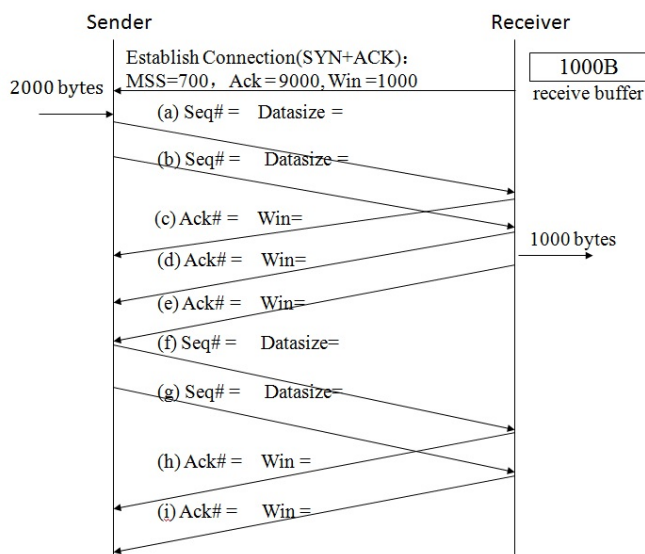 Sender
Receiver
Establish Connection(SYN+ACK):
MSS=700, Ack=9000, Win=1000
1000B
receive buffer
2000 bytes
(a) Seq# = Datasize =
(b) Seq# = Datasize =
(c) Ack# = Win=
1000 bytes
(d) Ack# = Win=
(e) Ack# = Win=
(f) Seq# = Datasize=
(g) Seq# = Datasize=
(h) Ack# = Win =
(i) Ack# = Win =